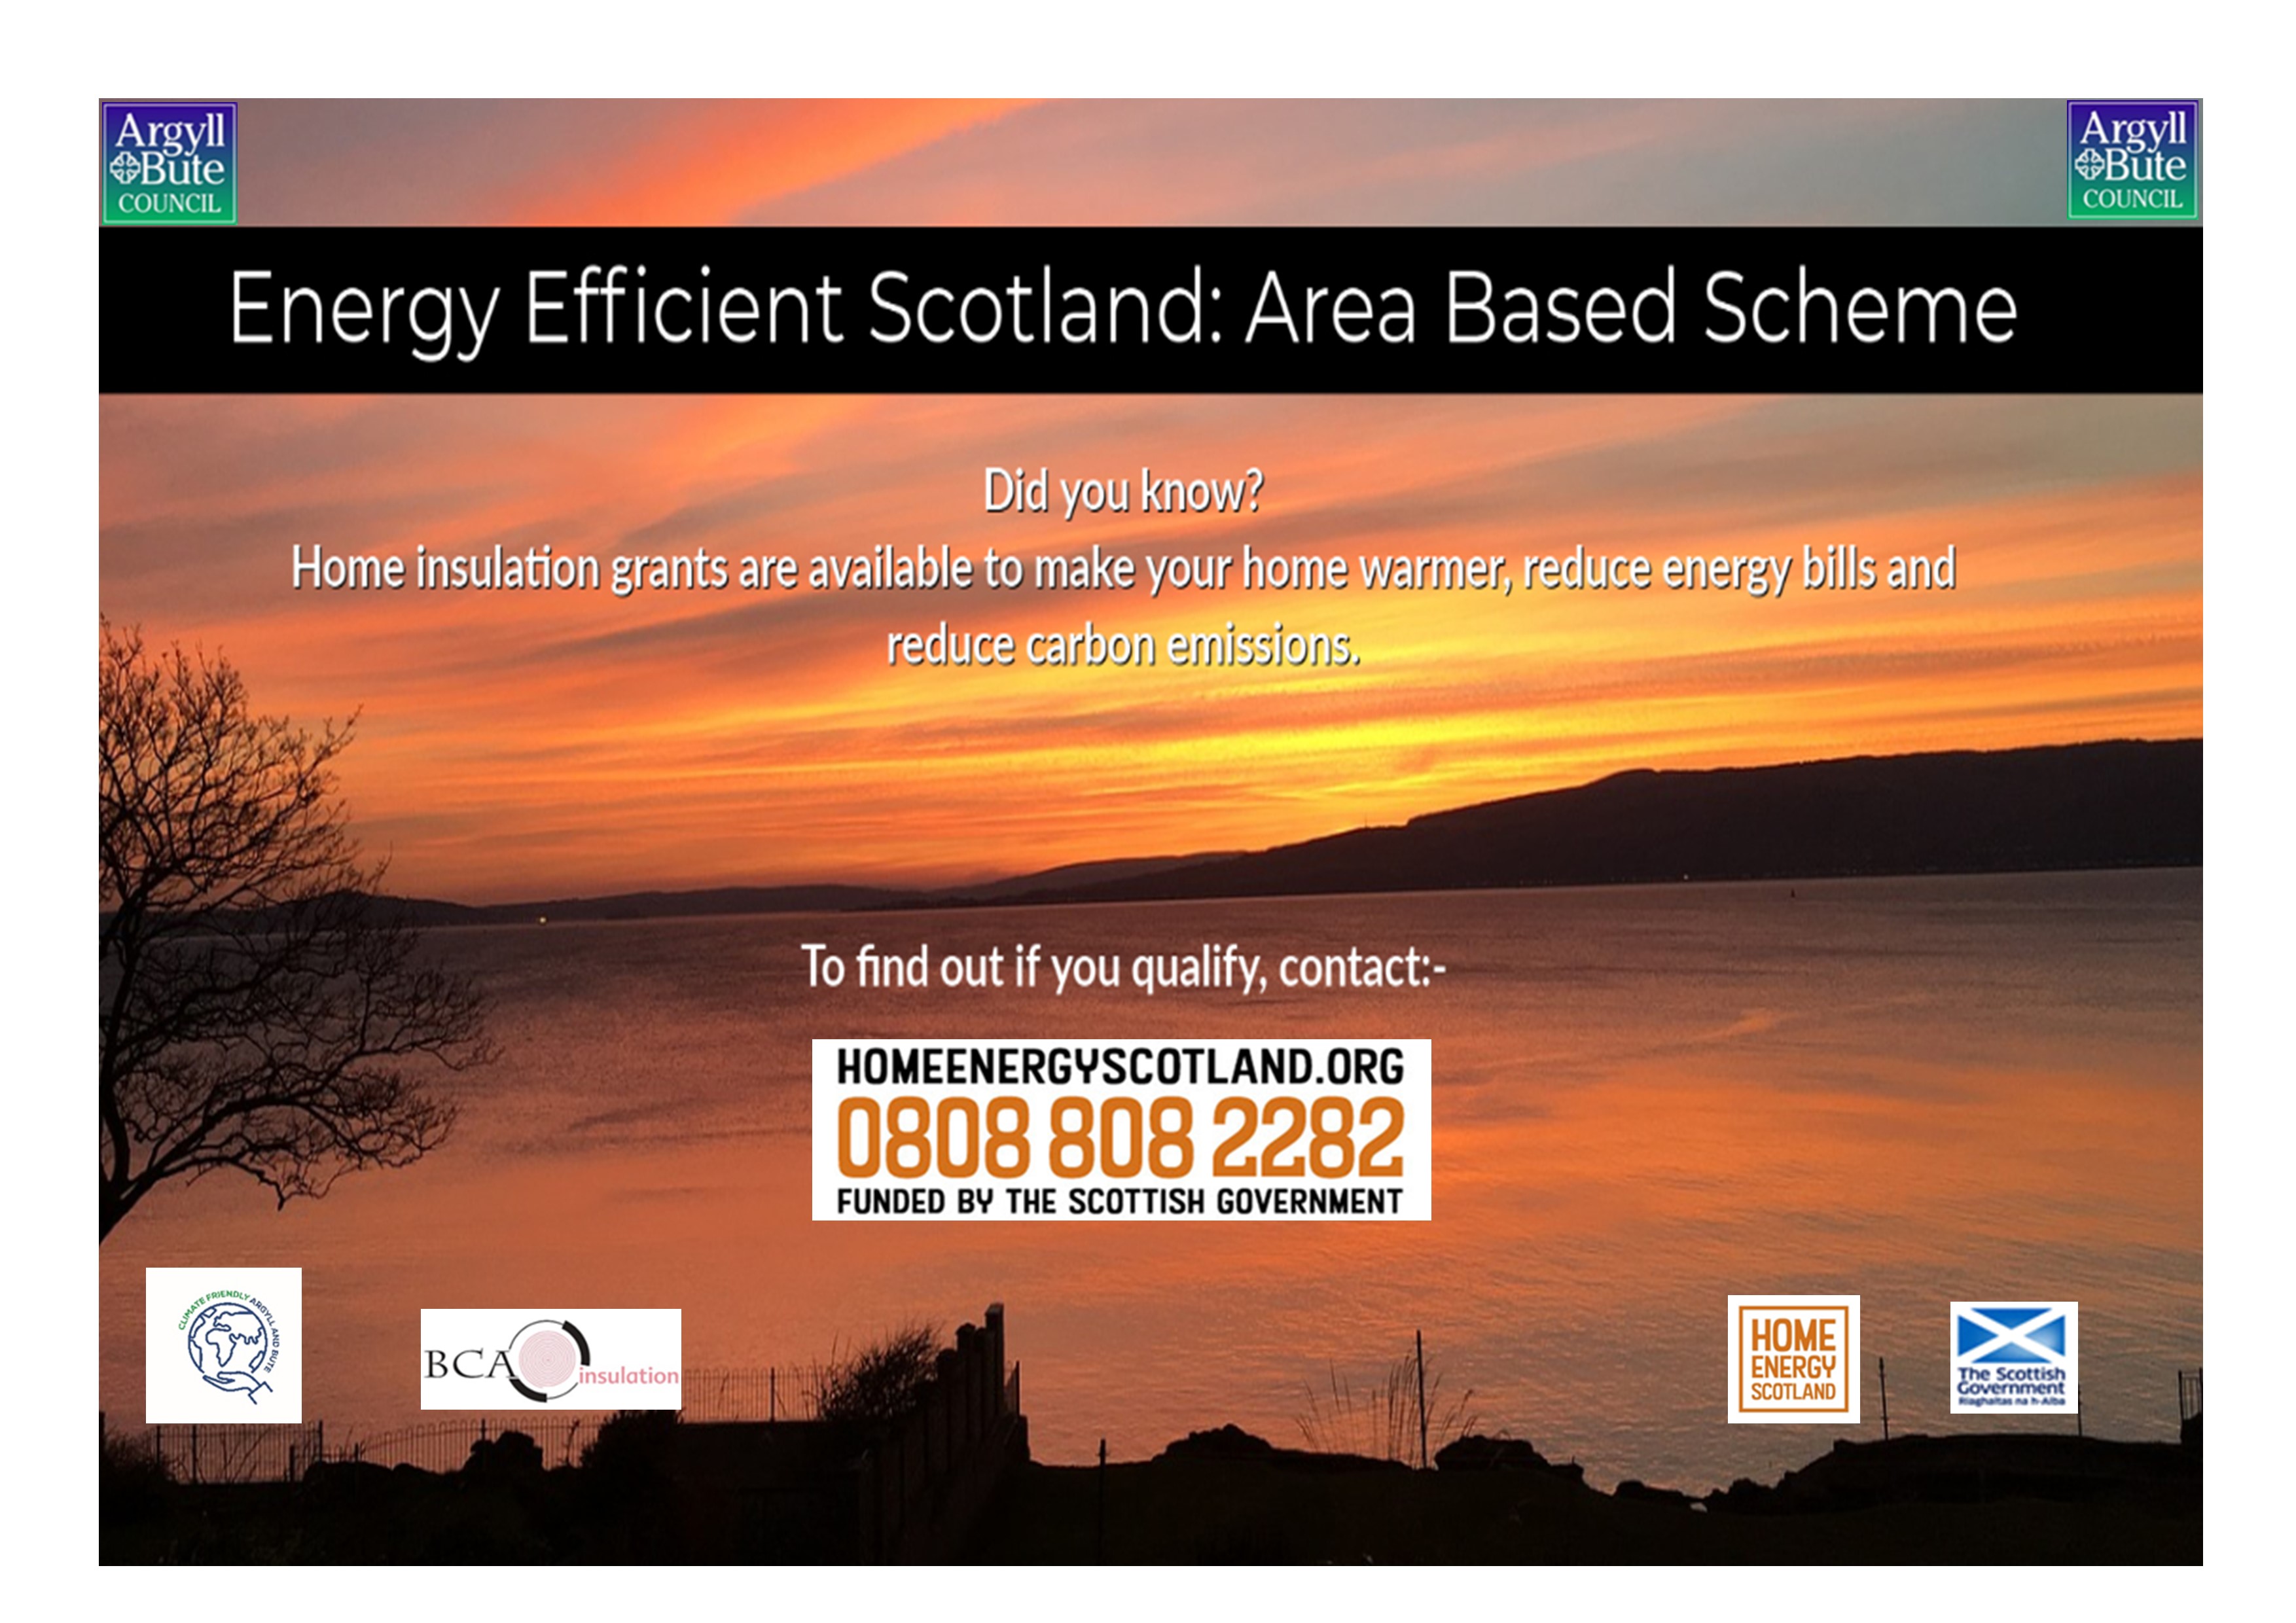 Argyll
Bute
COUNCIL
Argyll
Bute
COUNCIL
Energy Efficient Scotland: Area Based Scheme
Did you know?
Home insulation grants are available to make your home warmer, reduce energy bills and
reduce carbon emissions.
To find out if you qualify, contact:-
HOMEENERGYSCOTLAND.ORG
0808 808 2282
FUNDED BY THE SCOTTISH GOVERNMENT
CLIMATE FRIENDLY ARGYLL AND BUTE
BCA insulation
HOME
ENERGY
SCOTLAND
The Scottish
Government
Riaghaltas na h-Alba